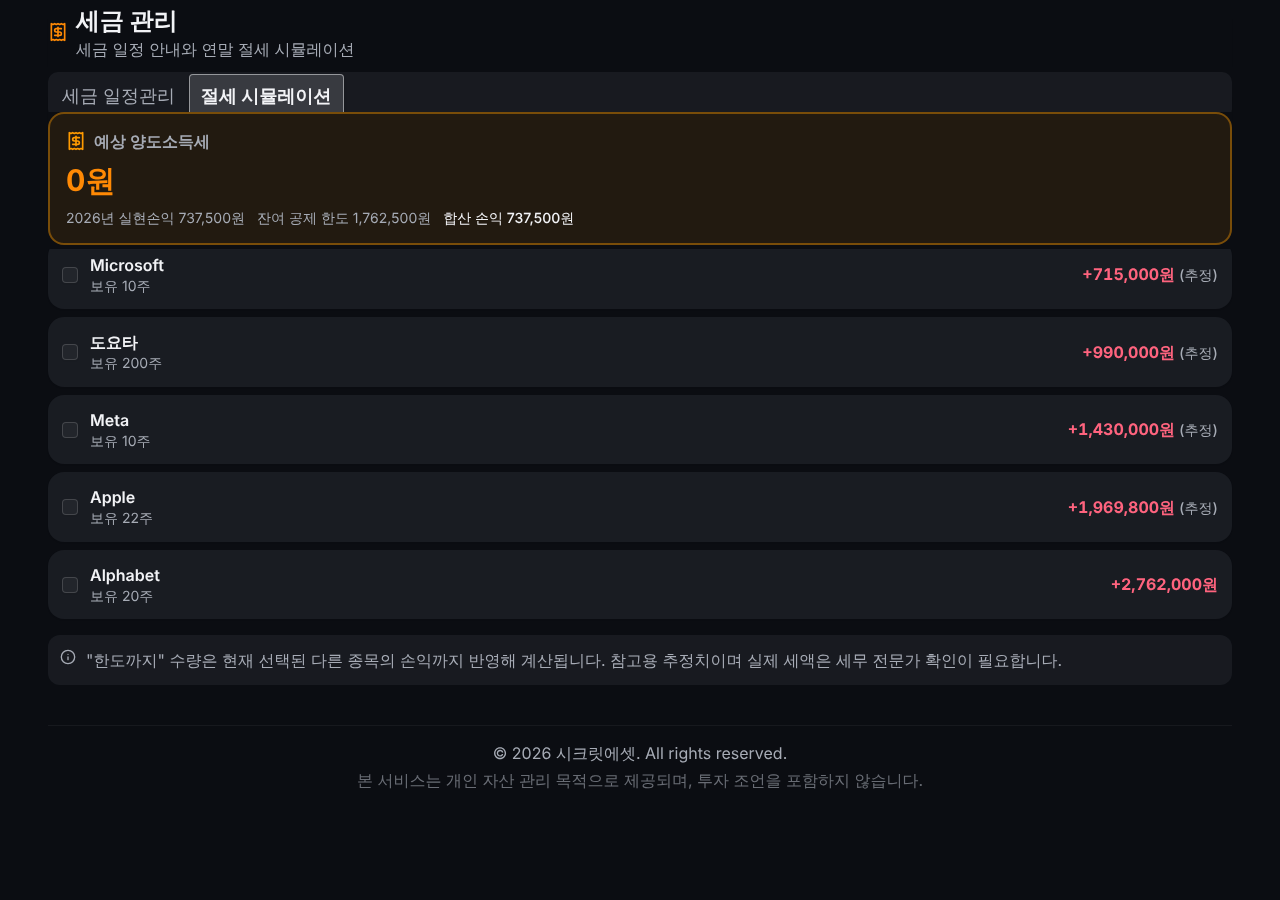 세금 관리
세금 일정 안내와 연말 절세 시뮬레이션
세금 일정관리 절세 시뮬레이션
예상 양도소득세
0원
2026년 실현손익 737,500원 잔여 공제 한도 1,762,500원 합산 손익 737,500원
Microsoft
보유 10주
+715,000원 (추정)
도요타
보유 200주
+990,000원 (추정)
Meta
보유 10주
+1,430,000원 (추정)
Apple
보유 22주
+1,969,800원 (추정)
Alphabet
보유 20주
+2,762,000원
"한도까지" 수량은 현재 선택된 다른 종목의 손익까지 반영해 계산됩니다. 참고용 추정치이며 실제 세액은 세무 전문가 확인이 필요합니다.
© 2026 시크릿에셋. All rights reserved.
본 서비스는 개인 자산 관리 목적으로 제공되며, 투자 조언을 포함하지 않습니다.